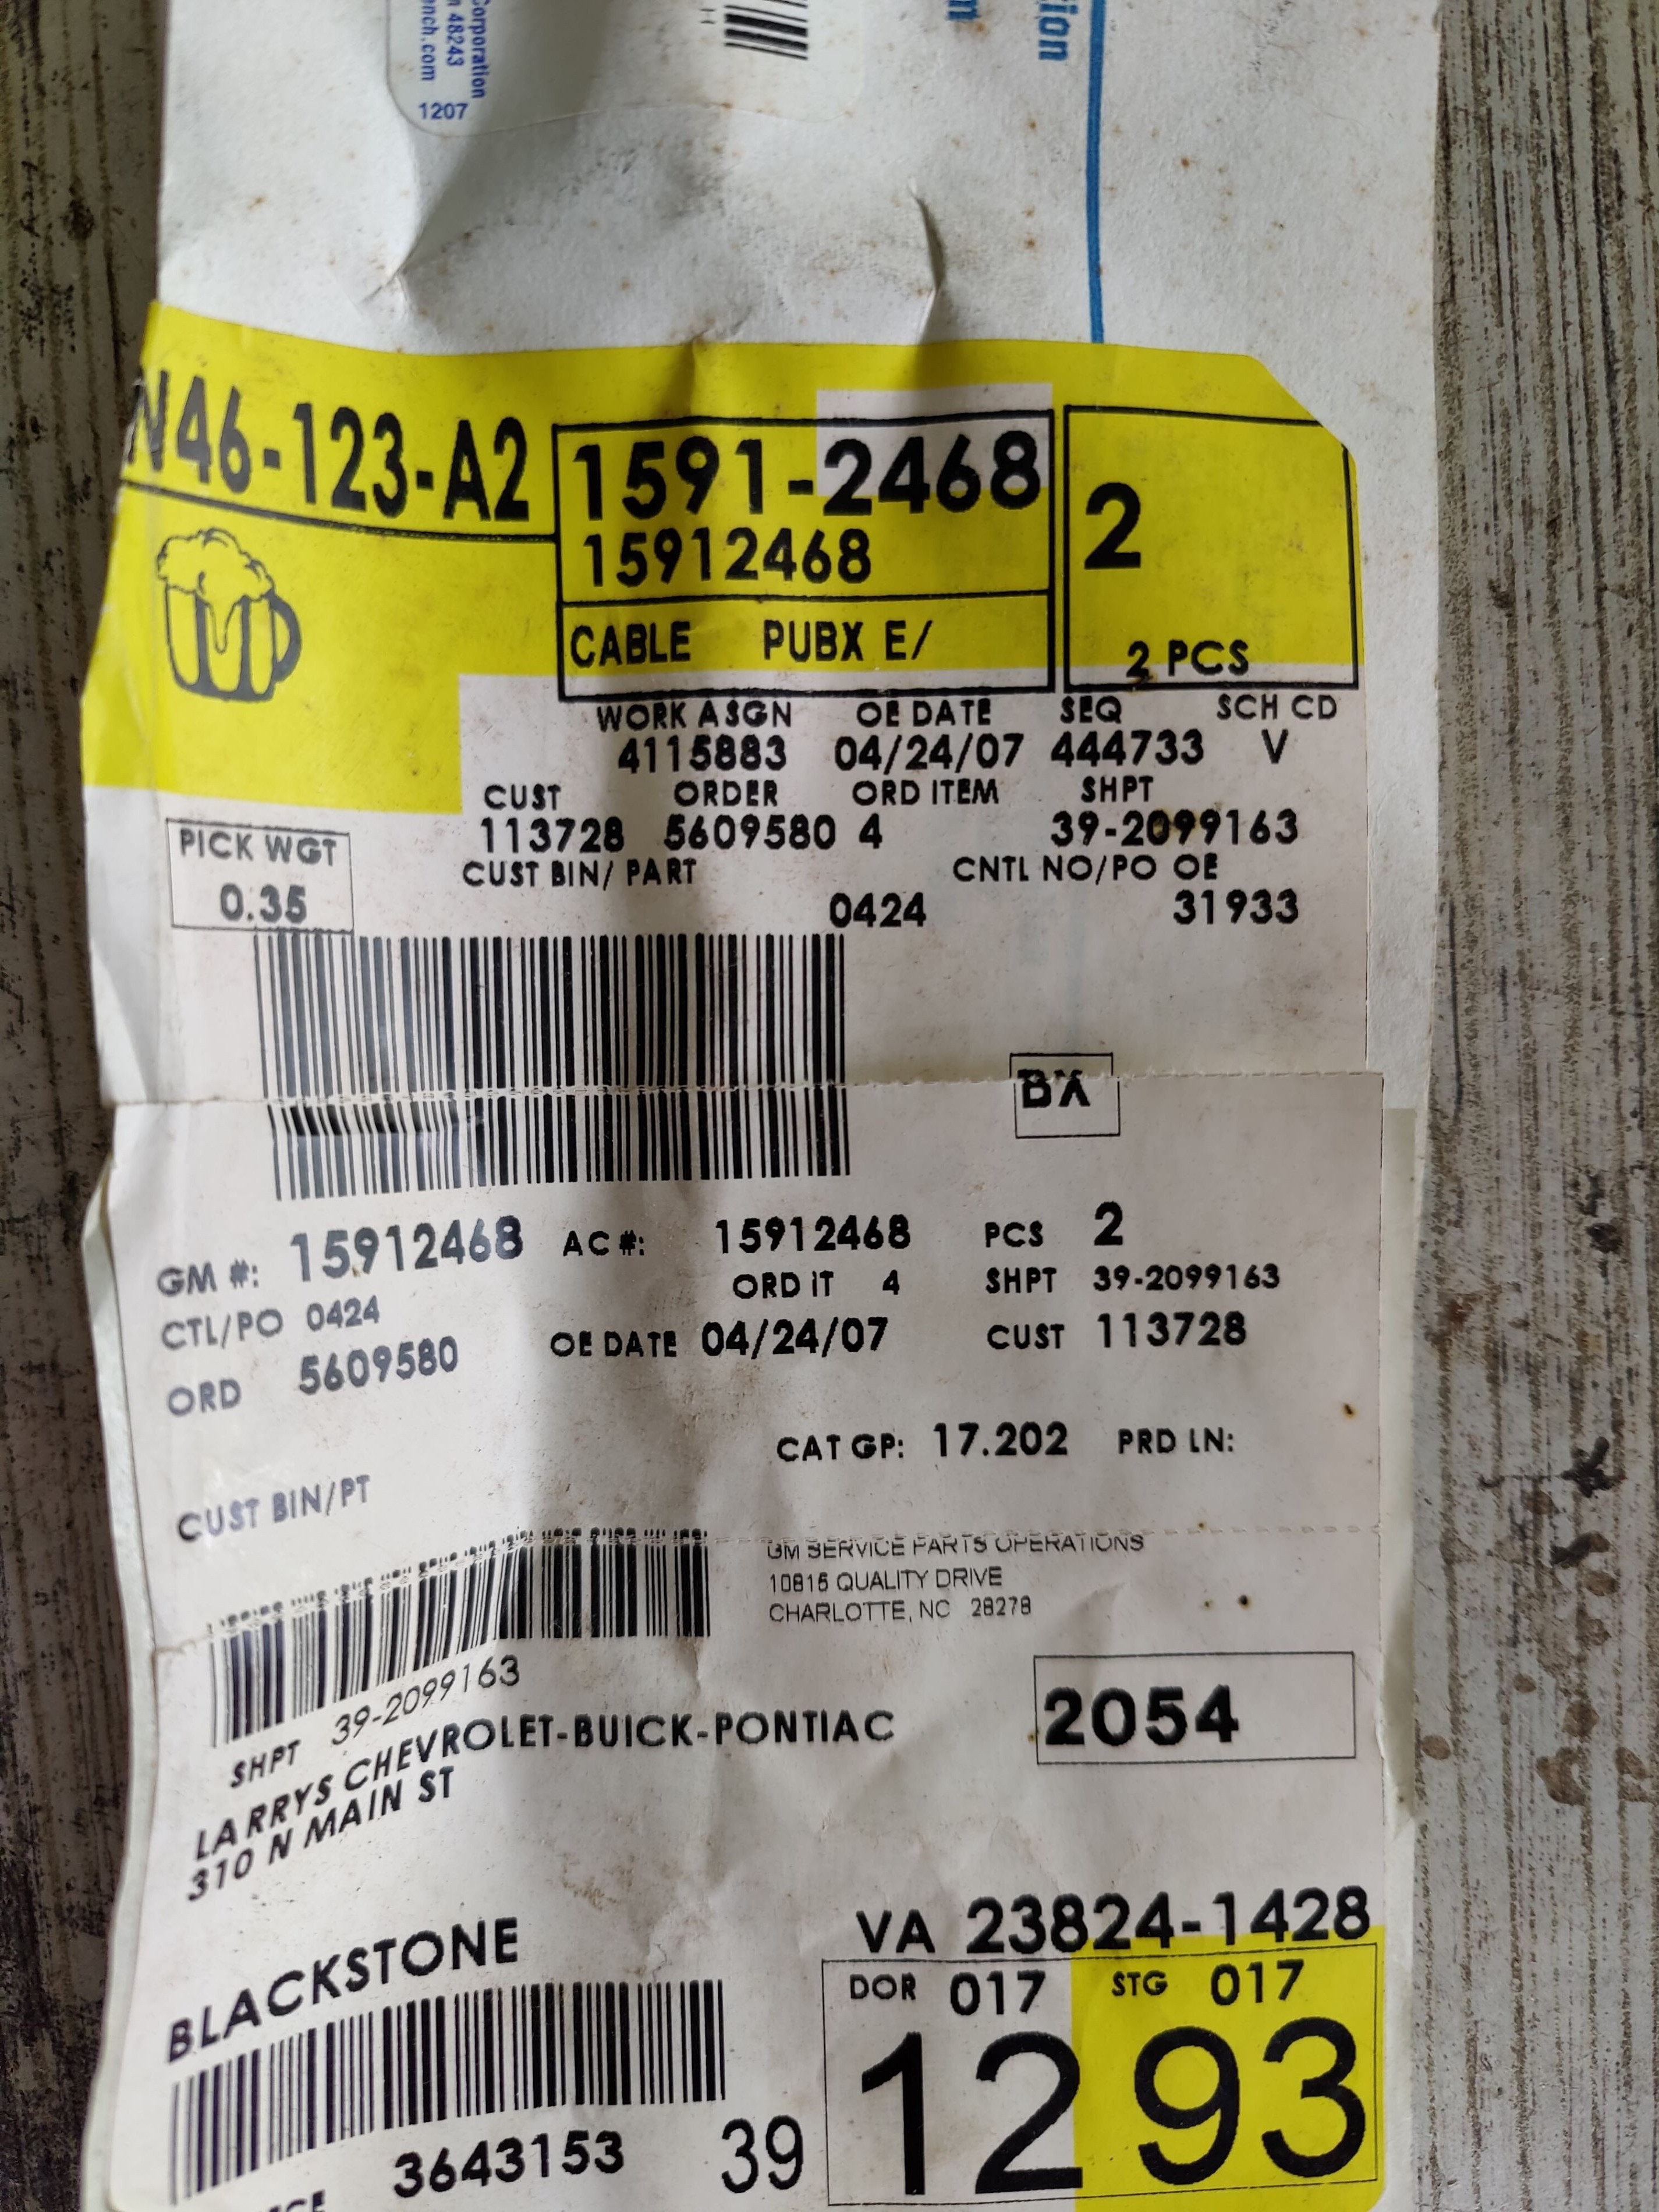 Corporation
48243
nch.com
1207
ion
N46-123-A2
1591-2468
15912468
CABLE PUBX E/
2
2 PCS
WORK ASGN OE DATE SEQ SCH CD
4115883 04/24/07 444733 V
CUST ORDER ORD ITEM SHPT
113728 5609580 4 39-2099163
PICK WGT
0.35
CUST BIN/ PART CNTL NO/PO OE
0424 31933
BX
GM #: 15912468 AC #: 15912468 PCS 2
ORD IT 4 SHPT 39-2099163
CTL/PO 0424
ORD 5609580 OE DATE 04/24/07 CUST 113728
CAT GP: 17.202 PRD LN:
CUST BIN/PT
GM SERVICE PARTS OPERATIONS
10815 QUALITY DRIVE
CHARLOTTE, NC 28278
SHPT 39-2099163
LARRYS CHEVROLET-BUICK-PONTIAC
310 N MAIN ST
2054
BLACKSTONE VA 23824-1428
DOR 017 STG 017
1293
3643153 39